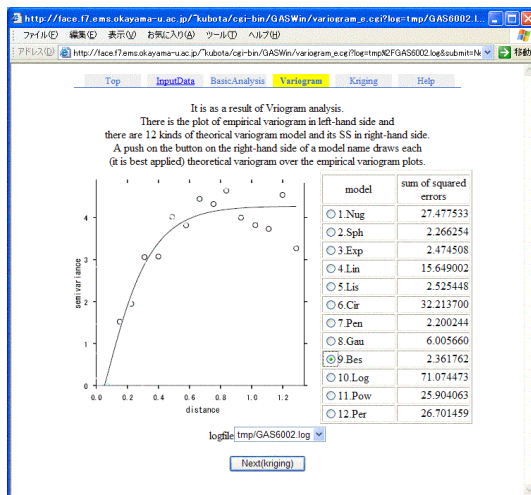 http://face.f7.ems.okayama-u.ac.jp/~kubota/cgi-bin/GASWin/variogram_e.cgi?log=tmp/GAS6002.l...
ファイル(F) 編集(E) 表示(V) お気に入り(A) ツール(T) ヘルプ(H)
アドレス(D) http://face.f7.ems.okayama-u.ac.jp/~kubota/cgi-bin/GASWin/variogram_e.cgi?log=tmp%2FGAS6002.log&submit=Ne 移動
Top InputData BasicAnalysis Variogram Kriging Help
It is as a result of Vriogram analysis.
There is the plot of empirical variogram in left-hand side and
there are 12 kinds of theorical variogram model and its SS in right-hand side.
A push on the button on the right-hand side of a model name draws each
(it is best applied) theoretical variogram over the empirical variogram plots.
model sum of squared errors
1.Nug 27.477533
2.Sph 2.266254
3.Exp 2.474508
4.Lin 15.649002
5.Lis 2.525448
6.Cir 32.213700
7.Pen 2.200244
8.Gau 6.005660
9.Bes 2.361762
10.Log 71.074473
11.Pow 25.904063
12.Per 26.701459
semivariance
4
3
2
1
0
0.0 0.2 0.4 0.6 0.8 1.0 1.2
distance
logfile tmp/GAS6002.log
Next(kriging)